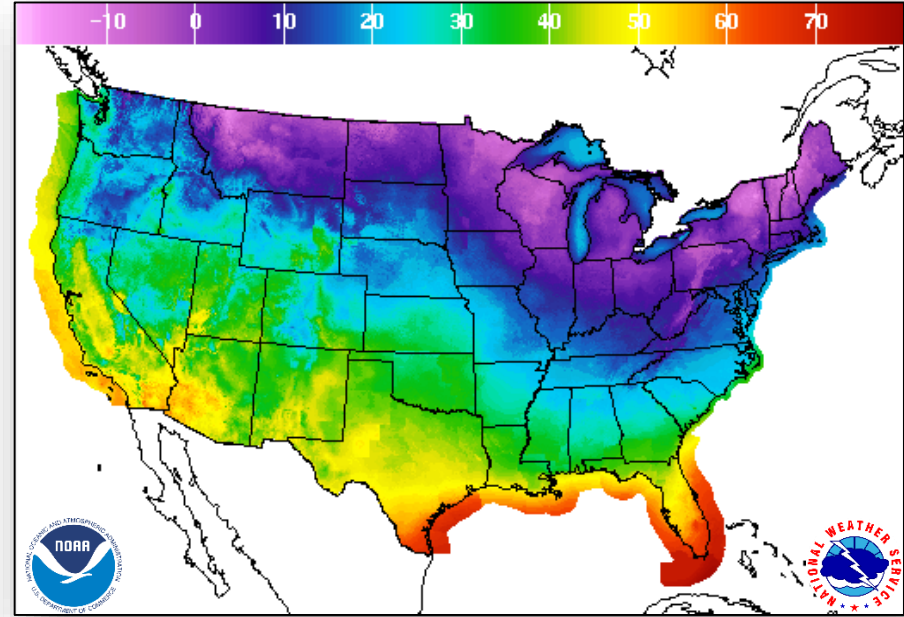 -10 0 10 20 30 40 50 60 70
NATIONAL OCEANIC AND ATMOSPHERIC ADMINISTRATION
NOAA
U.S. DEPARTMENT OF COMMERCE
NATIONAL WEATHER SERVICE